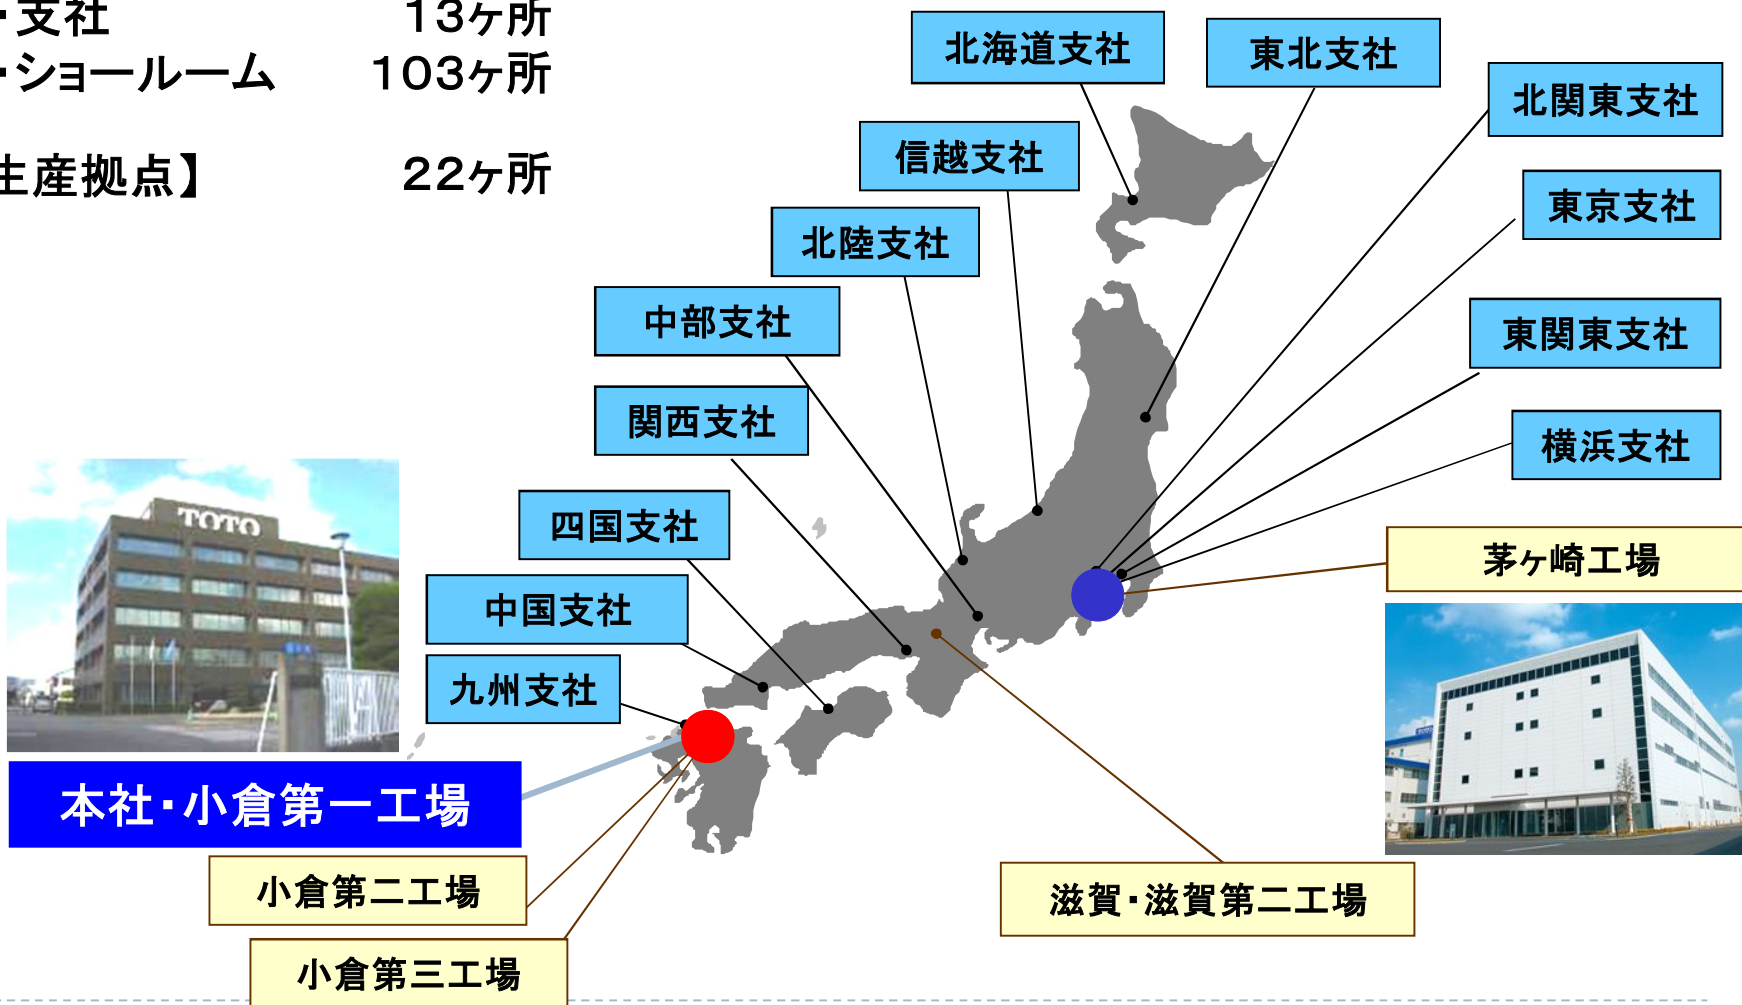 ・支社 13ヶ所
・ショールーム 103ヶ所
生産拠点】 22ヶ所
北海道支社
東北支社
北関東支社
信越支社
東京支社
北陸支社
中部支社
東関東支社
関西支社
横浜支社
四国支社
TOTO
茅ヶ崎工場
中国支社
九州支社
本社・小倉第一工場
小倉第二工場
滋賀・滋賀第二工場
小倉第三工場